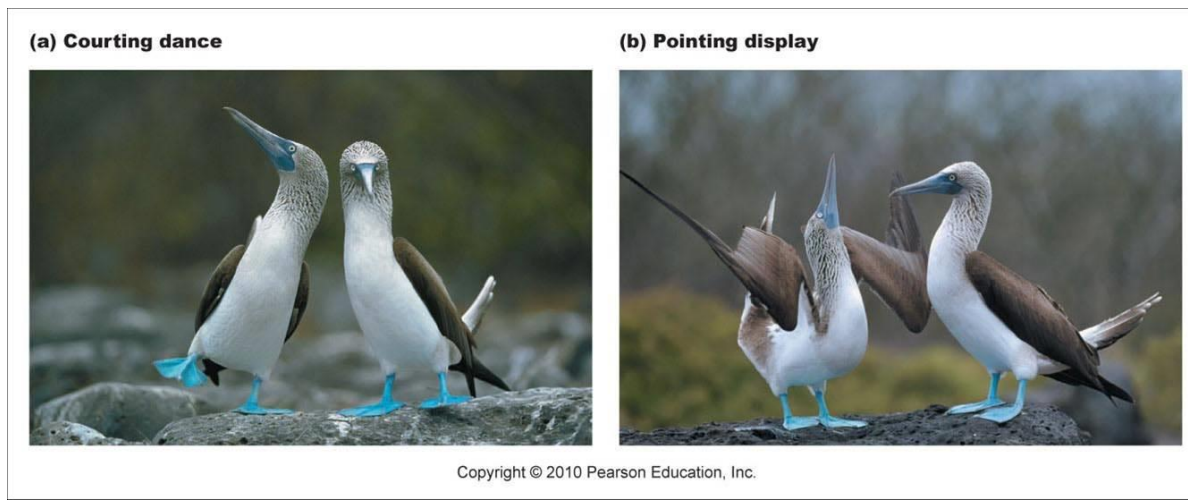 (a) Courting dance
(b) Pointing display
Copyright © 2010 Pearson Education, Inc.